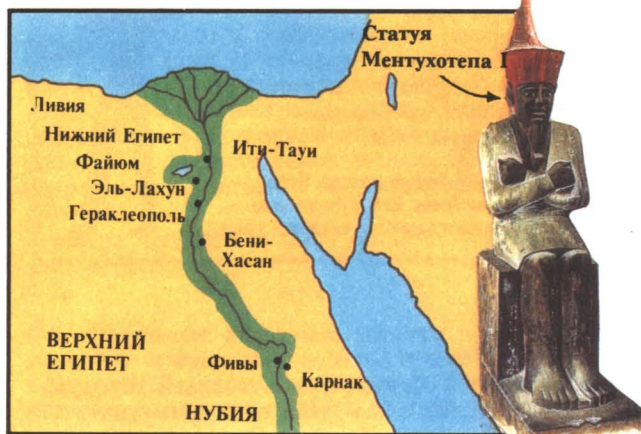 Статуя
Ментухотепа I
Ливия
Нижний Египет
Ити-Тауи
Файюм
Эль-Лахун
Гераклеополь
Бени-
Хасан
ВЕРХНИЙ
ЕГИПЕТ
Фивы
Карнак
НУБИЯ